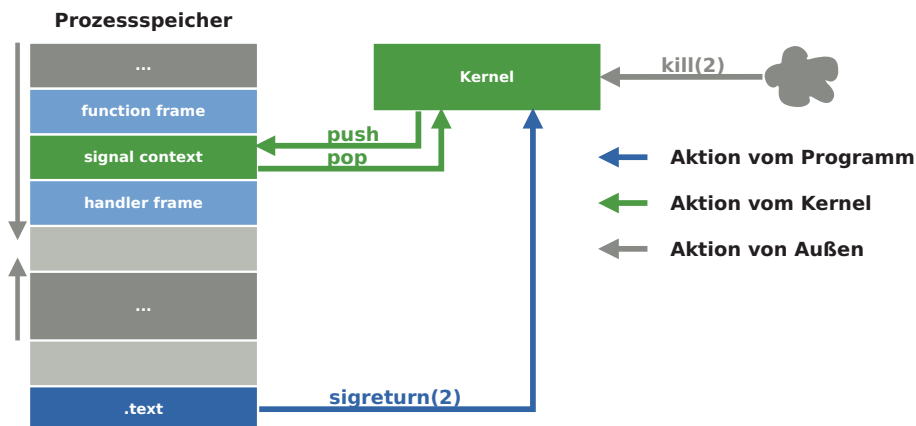 Prozessspeicher
...
function frame
signal context
handler frame
...
.text
Kernel
kill(2)
push
pop
sigreturn(2)
Aktion vom Programm
Aktion vom Kernel
Aktion von Außen